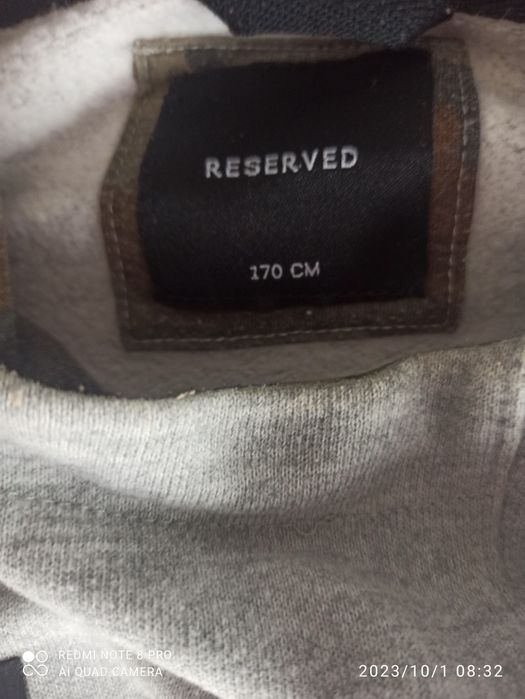 RESERVED
170 CM
REDMI NOTE 8 PRO
AI QUAD CAMERA
2023/10/1 08:32